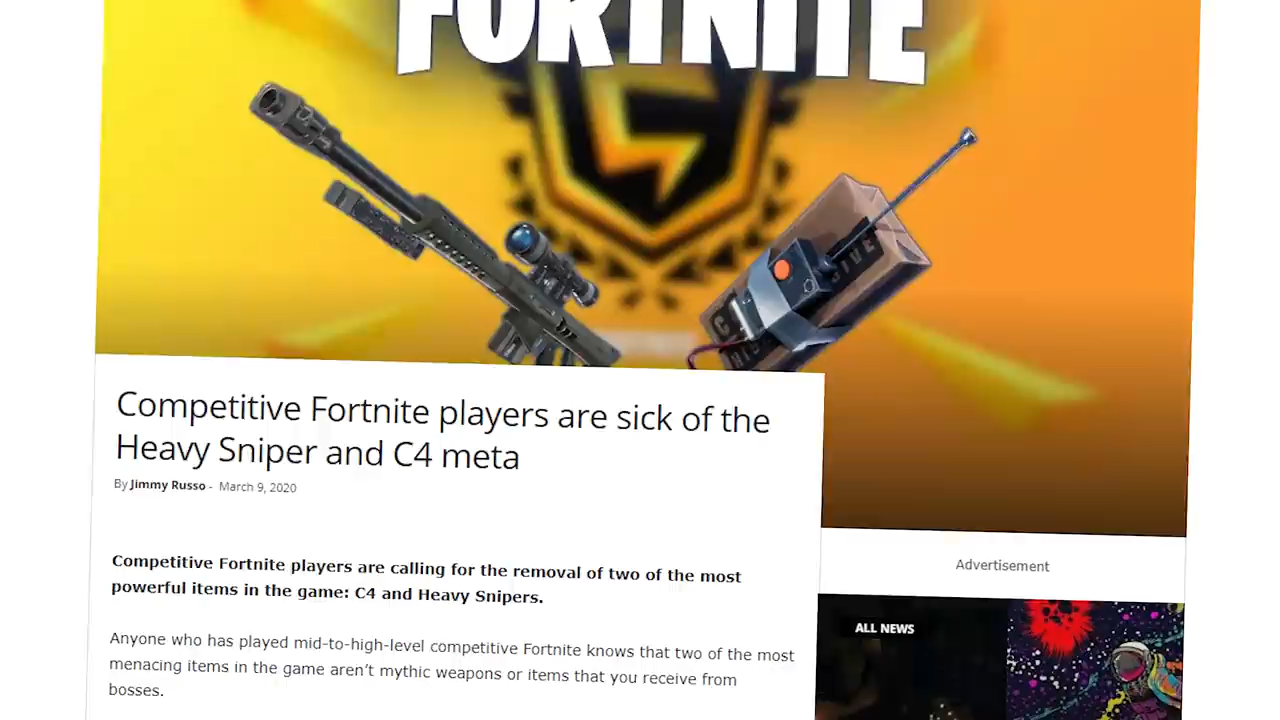 FORTNITE
Competitive Fortnite players are sick of the
Heavy Sniper and C4 meta
By Jimmy Russo - March 9, 2020
Competitive Fortnite players are calling for the removal of two of the most
powerful items in the game: C4 and Heavy Snipers.
Anyone who has played mid-to-high-level competitive Fortnite knows that two of the most
menacing items in the game aren’t mythic weapons or items that you receive from
bosses.
Advertisement
ALL NEWS